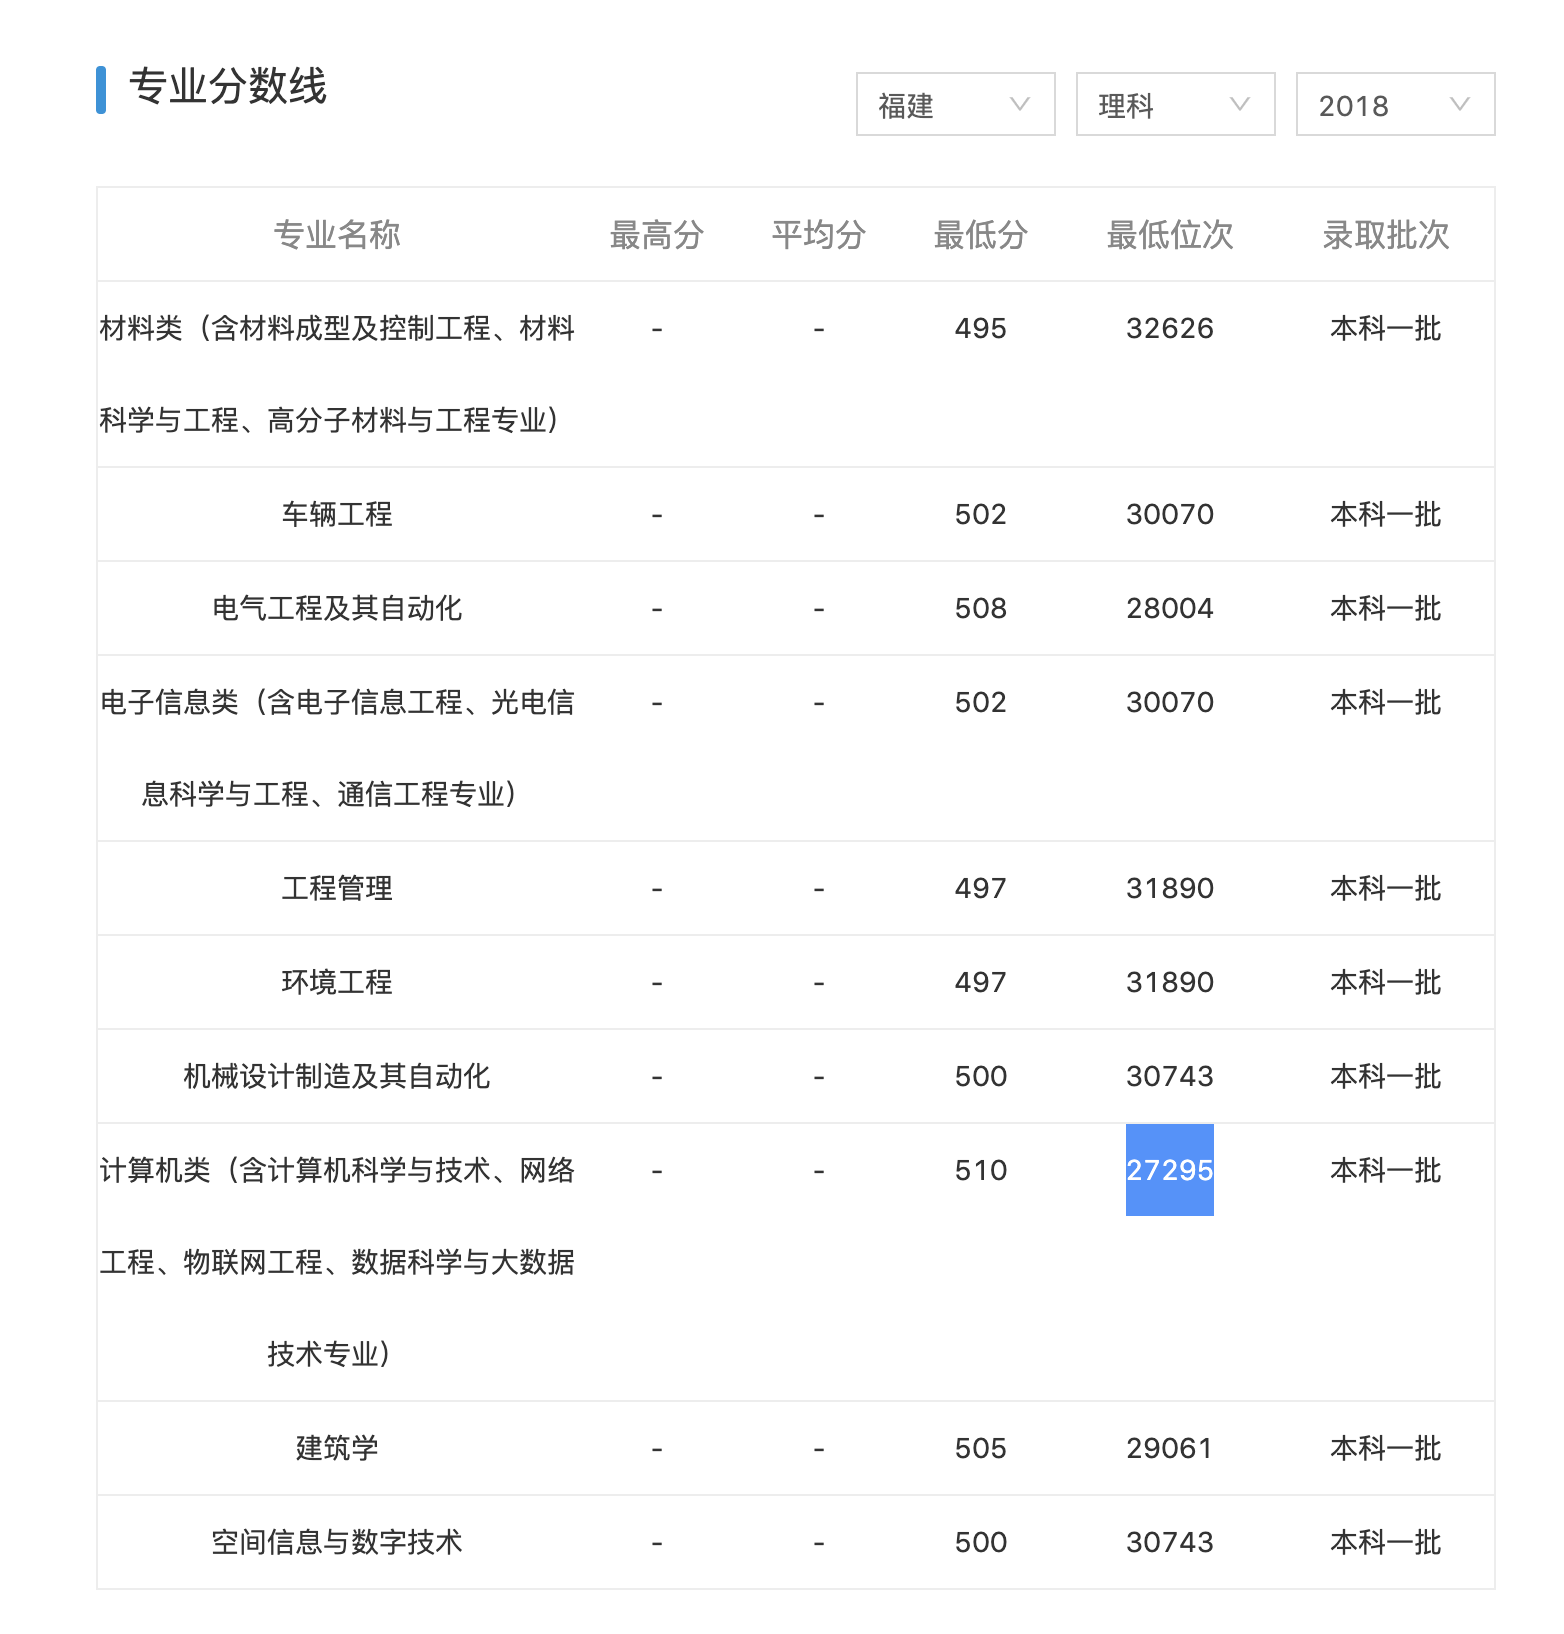 专业分数线
福建 理科 2018
专业名称 最高分 平均分 最低分 最低位次 录取批次
材料类（含材料成型及控制工程、材料 - - 495 32626 本科一批
科学与工程、高分子材料与工程专业）
车辆工程 - - 502 30070 本科一批
电气工程及其自动化 - - 508 28004 本科一批
电子信息类（含电子信息工程、光电信 - - 502 30070 本科一批
息科学与工程、通信工程专业）
工程管理 - - 497 31890 本科一批
环境工程 - - 497 31890 本科一批
机械设计制造及其自动化 - - 500 30743 本科一批
计算机类（含计算机科学与技术、网络 - - 510 27295 本科一批
工程、物联网工程、数据科学与大数据
技术专业）
建筑学 - - 505 29061 本科一批
空间信息与数字技术 - - 500 30743 本科一批